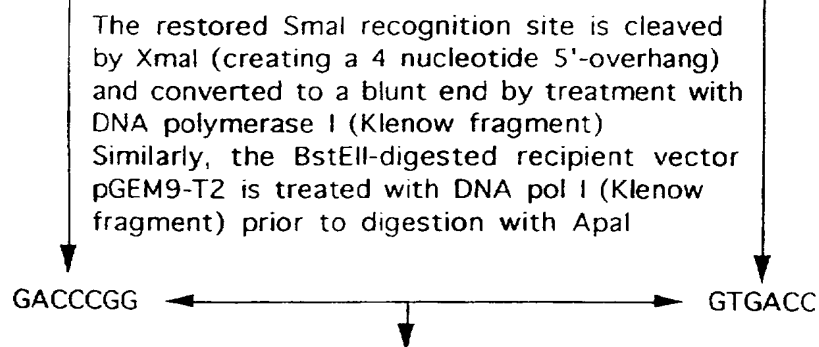 The restored SmaI recognition site is cleaved
by XmaI (creating a 4 nucleotide 5'-overhang)
and converted to a blunt end by treatment with
DNA polymerase I (Klenow fragment)
Similarly, the BstEII-digested recipient vector
pGEM9-T2 is treated with DNA pol I (Klenow
fragment) prior to digestion with ApaI
GACCCGG GTGACC